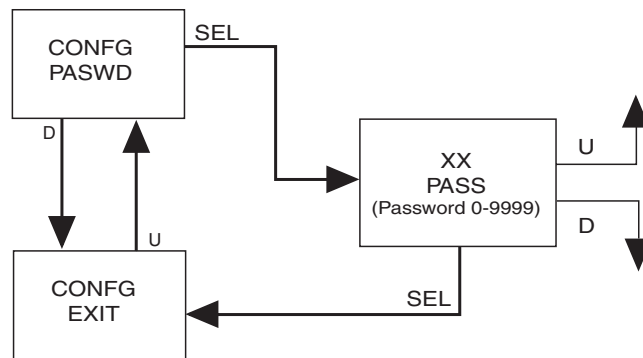 CONFG
PASWD
SEL
D
U
XX
PASS
(Password 0-9999)
U
D
CONFG
EXIT
SEL